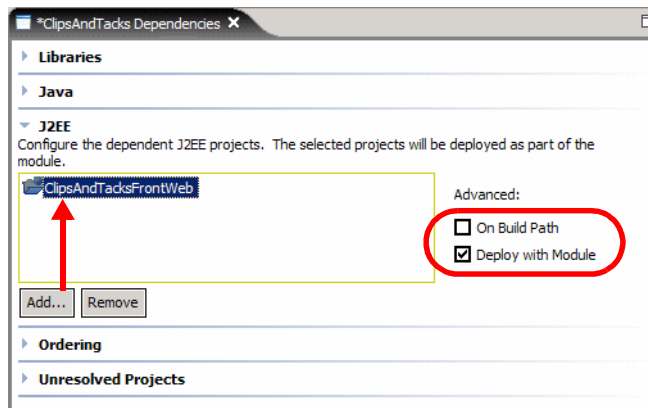 *ClipsAndTacks Dependencies
Libraries
Java
J2EE
Configure the dependent J2EE projects. The selected projects will be deployed as part of the
module.
ClipsAndTacksFrontWeb
Advanced:
On Build Path
Deploy with Module
Add... Remove
Ordering
Unresolved Projects